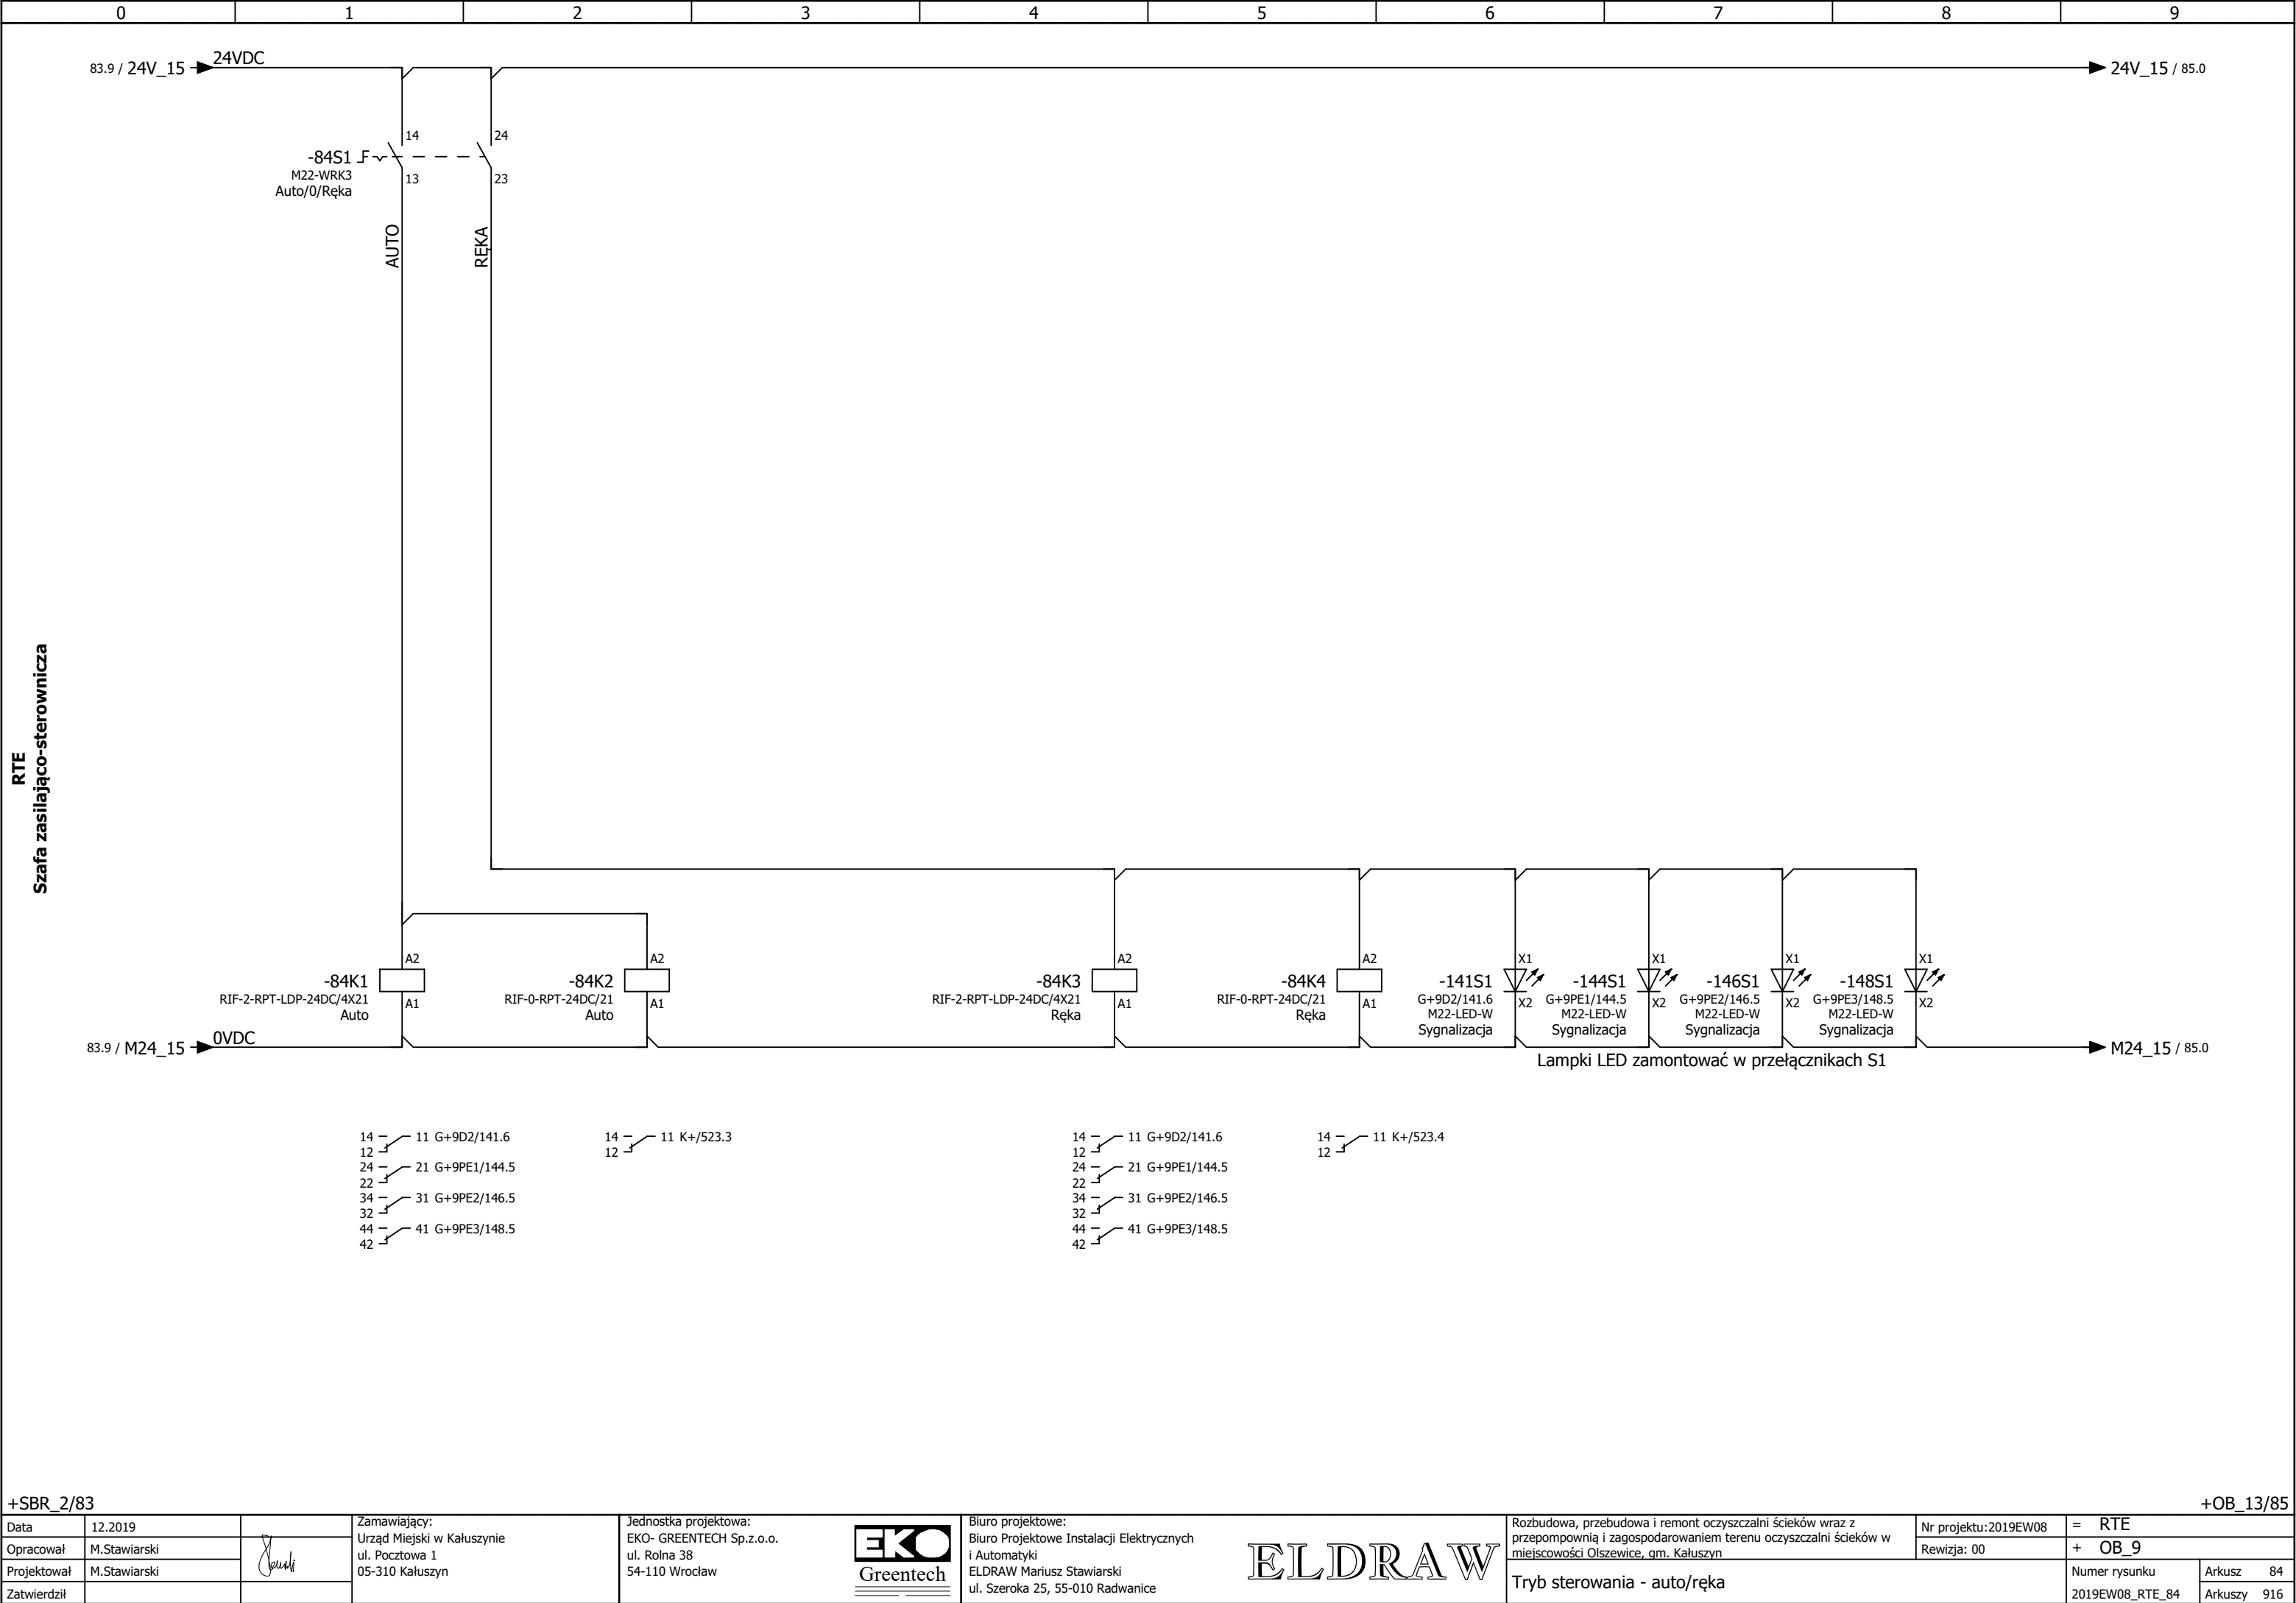 0 1 2 3 4 5 6 7 8 9
83.9 / 24V_15 24VDC
24V_15 / 85.0
14
24
-84S1
M22-WRK3
Auto/0/Ręka
13
23
AUTO
RĘKA
RTE
Szafa zasilająco-sterownicza
A2
-84K1
RIF-2-RPT-LDP-24DC/4X21
Auto
A1
A2
-84K2
RIF-0-RPT-24DC/21
Auto
A1
A2
-84K3
RIF-2-RPT-LDP-24DC/4X21
Ręka
A1
A2
-84K4
RIF-0-RPT-24DC/21
Ręka
A1
X1
-141S1
G+9D2/141.6
M22-LED-W
Sygnalizacja
X2
X1
-144S1
G+9PE1/144.5
M22-LED-W
Sygnalizacja
X2
X1
-146S1
G+9PE2/146.5
M22-LED-W
Sygnalizacja
X2
X1
-148S1
G+9PE3/148.5
M22-LED-W
Sygnalizacja
X2
83.9 / M24_15 0VDC
M24_15 / 85.0
Lampki LED zamontować w przełącznikach S1
14 11 G+9D2/141.6
12
24 21 G+9PE1/144.5
22
34 31 G+9PE2/146.5
32
44 41 G+9PE3/148.5
42
14 11 K+/523.3
12
14 11 G+9D2/141.6
12
24 21 G+9PE1/144.5
22
34 31 G+9PE2/146.5
32
44 41 G+9PE3/148.5
42
14 11 K+/523.4
12
+SBR_2/83
+OB_13/85
Data 12.2019
Opracował M.Stawiarski
Projektował M.Stawiarski
Zatwierdził
Zamawiający:
Urząd Miejski w Kałuszynie
ul. Pocztowa 1
05-310 Kałuszyn
Jednostka projektowa:
EKO- GREENTECH Sp.z.o.o.
ul. Rolna 38
54-110 Wrocław
EKO
Greentech
Biuro projektowe:
Biuro Projektowe Instalacji Elektrycznych
i Automatyki
ELDRAW Mariusz Stawiarski
ul. Szeroka 25, 55-010 Radwanice
ELDRAW
Rozbudowa, przebudowa i remont oczyszczalni ścieków wraz z
przepompownią i zagospodarowaniem terenu oczyszczalni ścieków w
miejscowości Olszewice, gm. Kałuszyn
Tryb sterowania - auto/ręka
Nr projektu:2019EW08
Rewizja: 00
= RTE
+ OB_9
Numer rysunku
2019EW08_RTE_84
Arkusz 84
Arkuszy 916